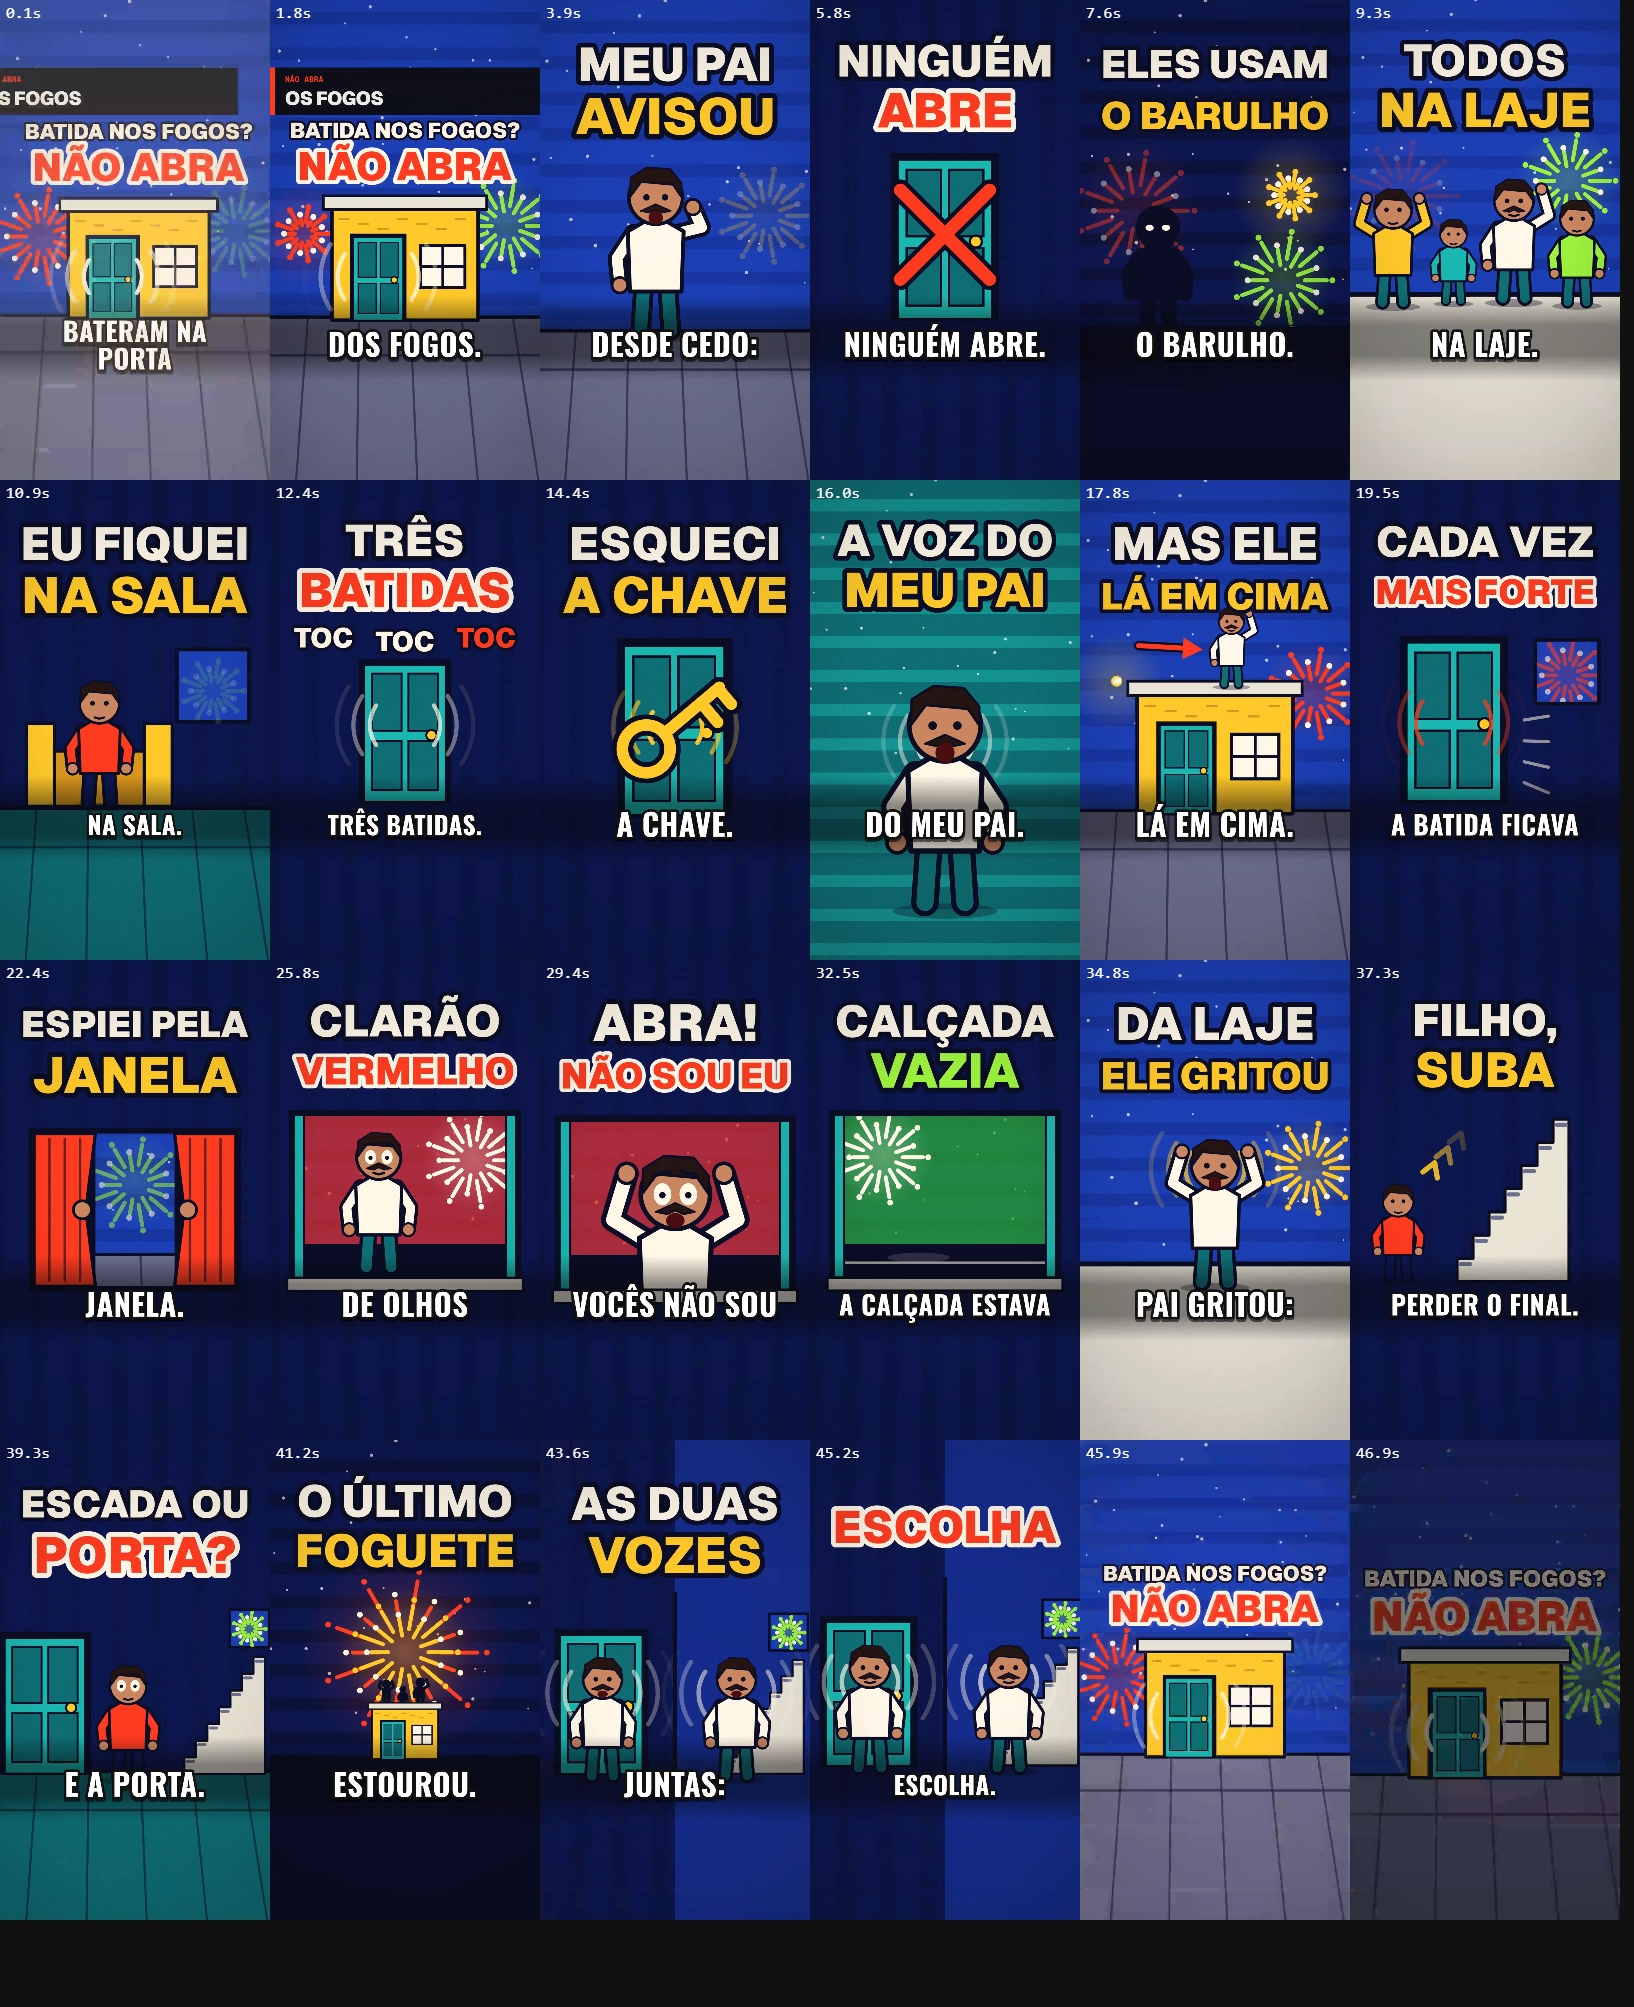 0.1s
ABRA
S FOGOS
BATIDA NOS FOGOS?
NÃO ABRA
BATERAM NA
PORTA
1.8s
NÃO ABRA
OS FOGOS
BATIDA NOS FOGOS?
NÃO ABRA
DOS FOGOS.
3.9s
MEU PAI
AVISOU
DESDE CEDO:
5.8s
NINGUÉM
ABRE
NINGUÉM ABRE.
7.6s
ELES USAM
O BARULHO
O BARULHO.
9.3s
TODOS
NA LAJE
NA LAJE.
10.9s
EU FIQUEI
NA SALA
NA SALA.
12.4s
TRÊS
BATIDAS
TOC TOC TOC
TRÊS BATIDAS.
14.4s
ESQUECI
A CHAVE
A CHAVE.
16.0s
A VOZ DO
MEU PAI
DO MEU PAI.
17.8s
MAS ELE
LÁ EM CIMA
LÁ EM CIMA.
19.5s
CADA VEZ
MAIS FORTE
A BATIDA FICAVA
22.4s
ESPIEI PELA
JANELA
JANELA.
25.8s
CLARÃO
VERMELHO
DE OLHOS
29.4s
ABRA!
NÃO SOU EU
VOCÊS NÃO SOU
32.5s
CALÇADA
VAZIA
A CALÇADA ESTAVA
34.8s
DA LAJE
ELE GRITOU
PAI GRITOU:
37.3s
FILHO,
SUBA
PERDER O FINAL.
39.3s
ESCADA OU
PORTA?
E A PORTA.
41.2s
O ÚLTIMO
FOGUETE
ESTOUROU.
43.6s
AS DUAS
VOZES
JUNTAS:
45.2s
ESCOLHA
ESCOLHA.
45.9s
BATIDA NOS FOGOS?
NÃO ABRA
46.9s
BATIDA NOS FOGOS?
NÃO ABRA